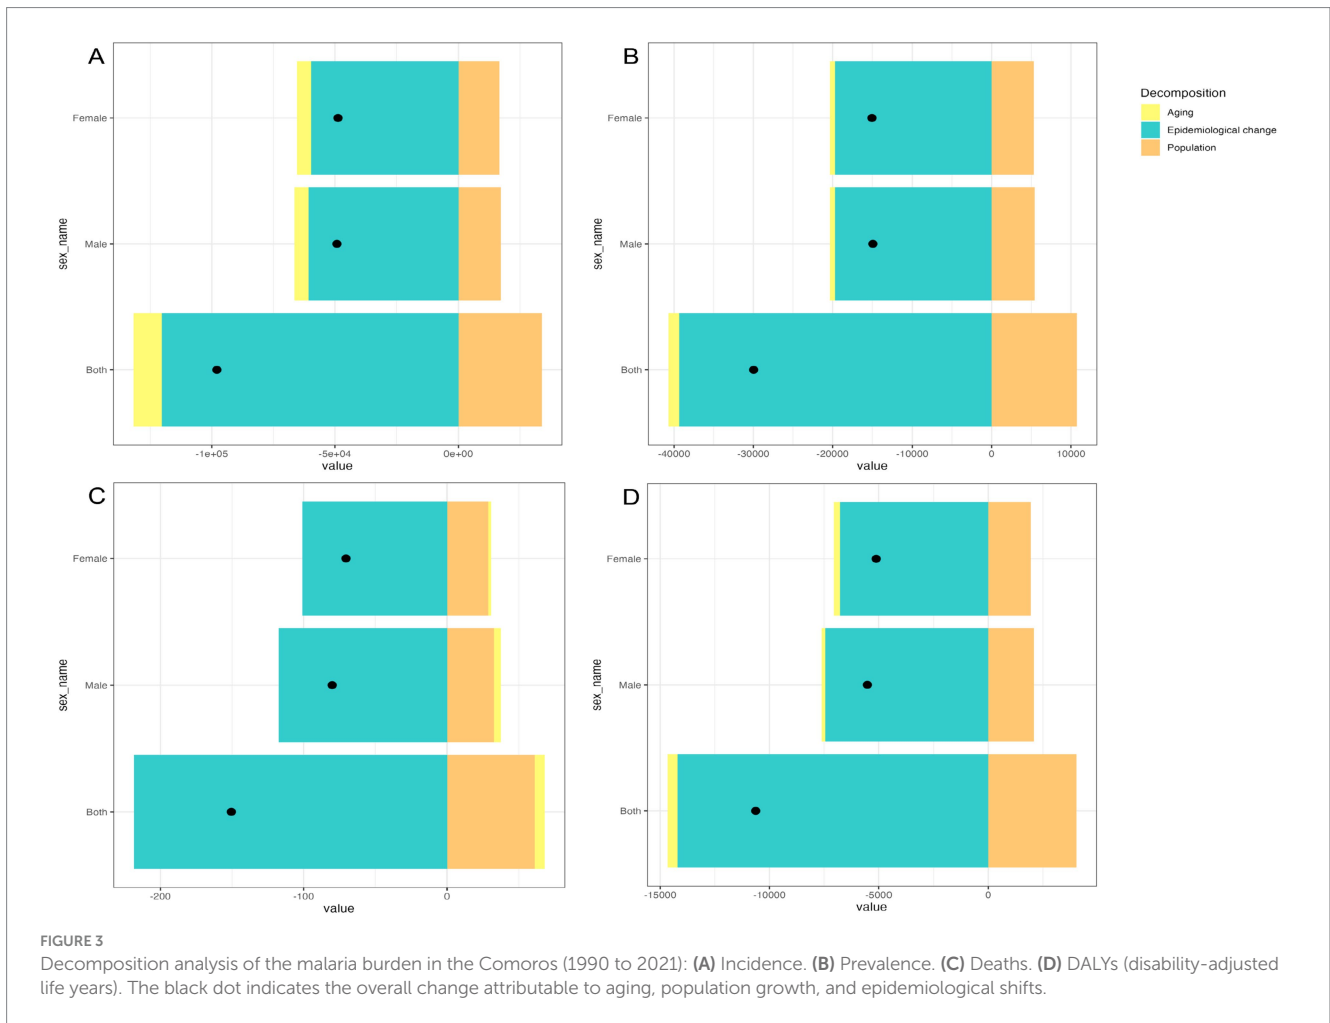 A
Female
Male
Both
sex_name
-1e+05
-5e+04
0e+00
value
B
Female
Male
Both
sex_name
-40000
-30000
-20000
-10000
0
10000
value
Decomposition
Aging
Epidemiological change
Population
C
Female
Male
Both
sex_name
-200
-100
0
value
D
Female
Male
Both
sex_name
-15000
-10000
-5000
0
value
FIGURE 3
Decomposition analysis of the malaria burden in the Comoros (1990 to 2021): (A) Incidence. (B) Prevalence. (C) Deaths. (D) DALYs (disability-adjusted
life years). The black dot indicates the overall change attributable to aging, population growth, and epidemiological shifts.